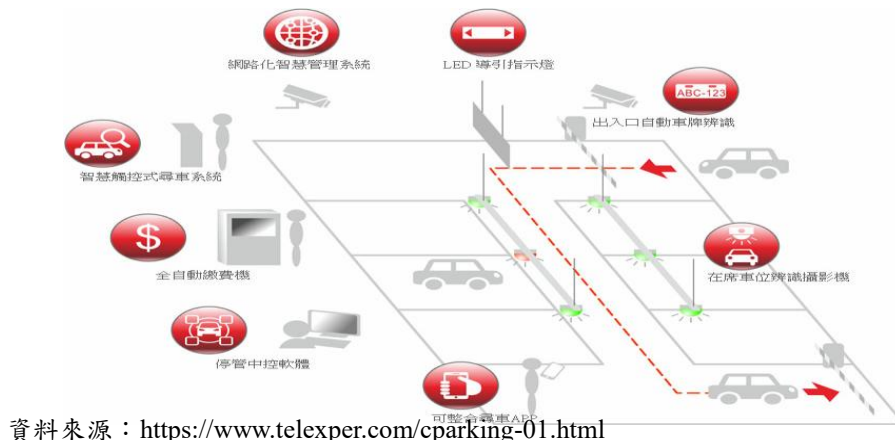 網路化智慧管理系統
LED 導引指示燈
ABC-123
出入口自動車牌辨識
智慧觸控式尋車系統
$
全自動繳費機
在席車位辨識攝影機
停管中控軟體
可整合尋車APP
資料來源：https://www.telexper.com/cparking-01.html